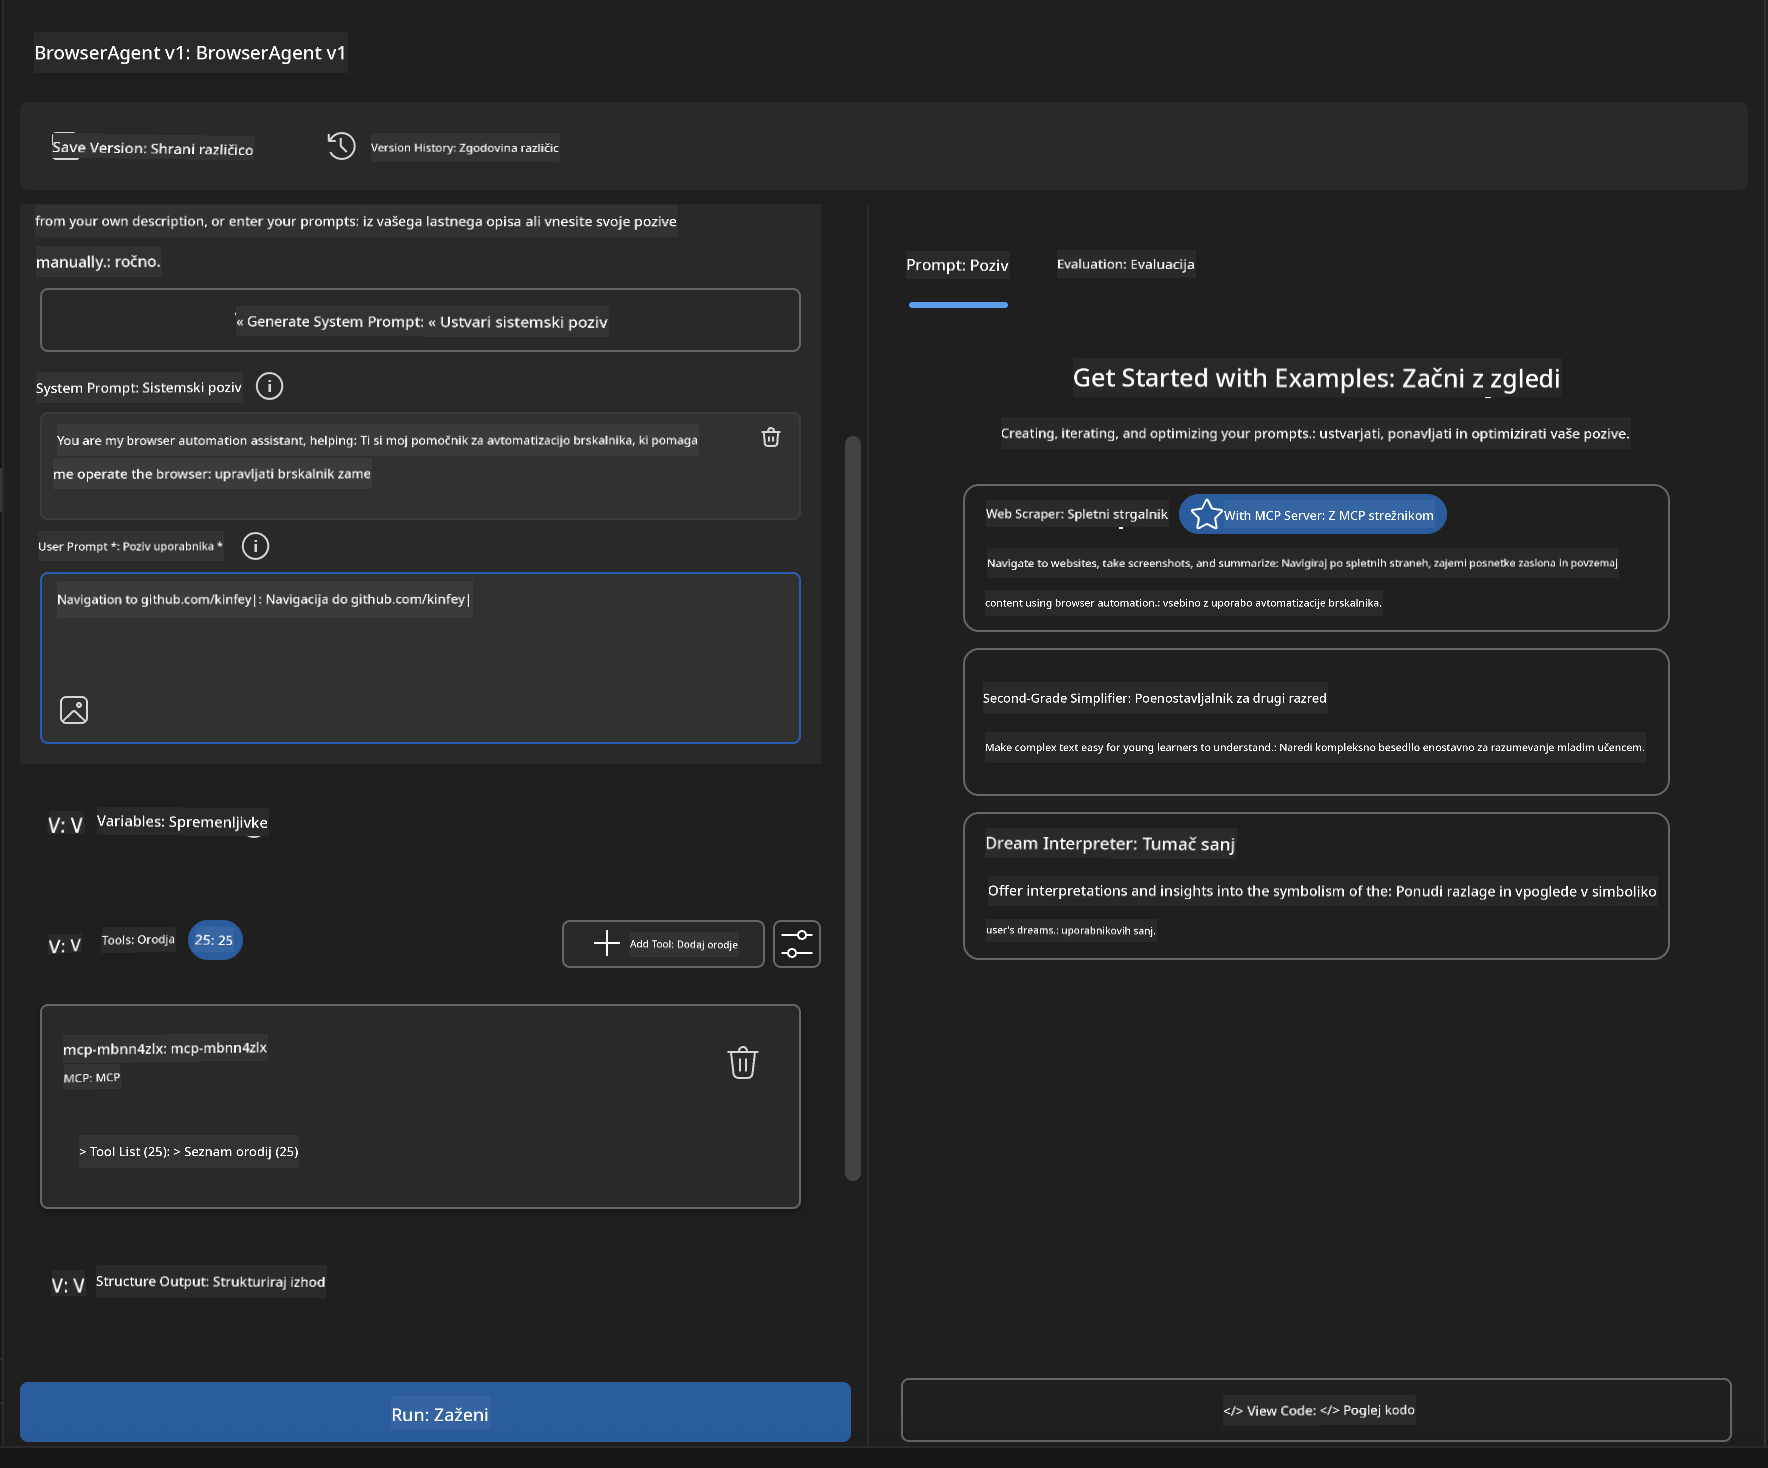 BrowserAgent v1: BrowserAgent v1
Save Version: Shrani različico
Version History: Zgodovina različic
from your own description, or enter your prompts: iz vašega lastnega opisa ali vnesite svoje pozive
manually.: ročno.
« Generate System Prompt: « Ustvari sistemski poziv
System Prompt: Sistemski poziv
You are my browser automation assistant, helping: Ti si moj pomočnik za avtomatizacijo brskalnika, ki pomaga
me operate the browser: upravljati brskalnik zame
User Prompt *: Poziv uporabnika *
Navigation to github.com/kinfey|: Navigacija do github.com/kinfey|
V: V Variables: Spremenljivke
V: V Tools: Orodja 25: 25
Add Tool: Dodaj orodje
mcp-mbnn4zlx: mcp-mbnn4zlx
MCP: MCP
> Tool List (25): > Seznam orodij (25)
V: V Structure Output: Strukturiraj izhod
Run: Zaženi
Prompt: Poziv
Evaluation: Evaluacija
Get Started with Examples: Začni z zgledi
Creating, iterating, and optimizing your prompts.: ustvarjati, ponavljati in optimizirati vaše pozive.
Web Scraper: Spletni strgalnik
With MCP Server: Z MCP strežnikom
Navigate to websites, take screenshots, and summarize: Navigiraj po spletnih straneh, zajemi posnetke zaslona in povzemaj
content using browser automation.: vsebino z uporabo avtomatizacije brskalnika.
Second-Grade Simplifier: Poenostavljalnik za drugi razred
Make complex text easy for young learners to understand.: Naredi kompleksno besedilo enostavno za razumevanje mladim učencem.
Dream Interpreter: Tumač sanj
Offer interpretations and insights into the symbolism of the: Ponudi razlage in vpoglede v simboliko
user's dreams.: uporabnikovih sanj.
</> View Code: </> Poglej kodo